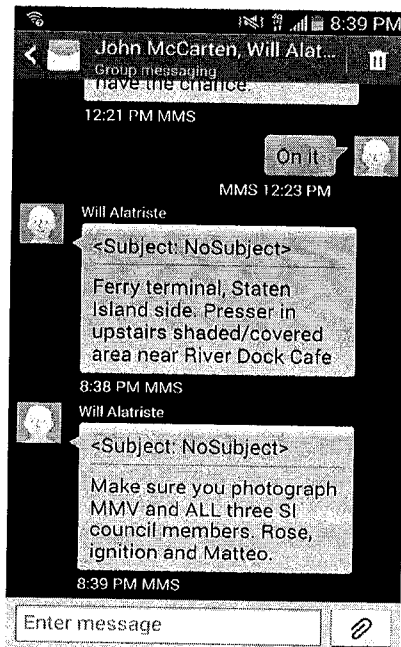 8:39 PM
John McCarten, Will Alat...
Group messaging
have the chance.
12:21 PM MMS
On it
MMS 12:23 PM
Will Alatriste
<Subject: NoSubject>
Ferry terminal, Staten
Island side. Presser in
upstairs shaded/covered
area near River Dock Cafe
8:38 PM MMS
Will Alatriste
<Subject: NoSubject>
Make sure you photograph
MMV and ALL three SI
council members. Rose,
ignition and Matteo.
8:39 PM MMS
Enter message